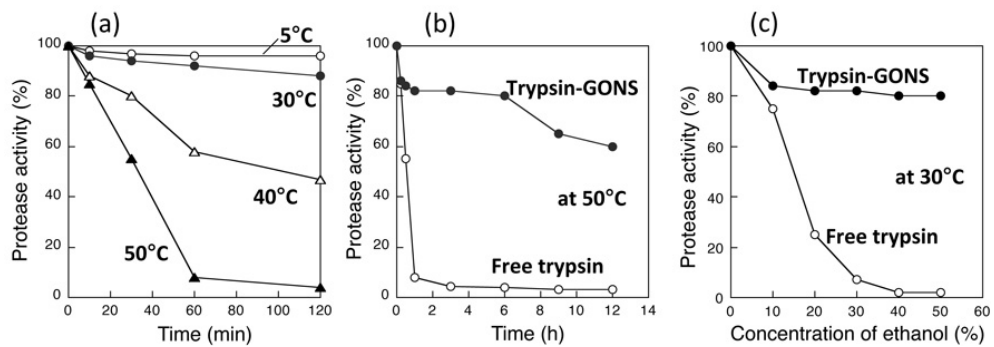 (a)
5°C
30°C
40°C
50°C
100
80
60
40
20
0
0 20 40 60 80 100 120
Protease activity (%)
Time (min)
(b)
Trypsin-GONS
at 50°C
Free trypsin
100
80
60
40
20
0
0 2 4 6 8 10 12 14
Protease activity (%)
Time (h)
(c)
Trypsin-GONS
at 30°C
Free trypsin
100
80
60
40
20
0
0 10 20 30 40 50 60
Protease activity (%)
Concentration of ethanol (%)